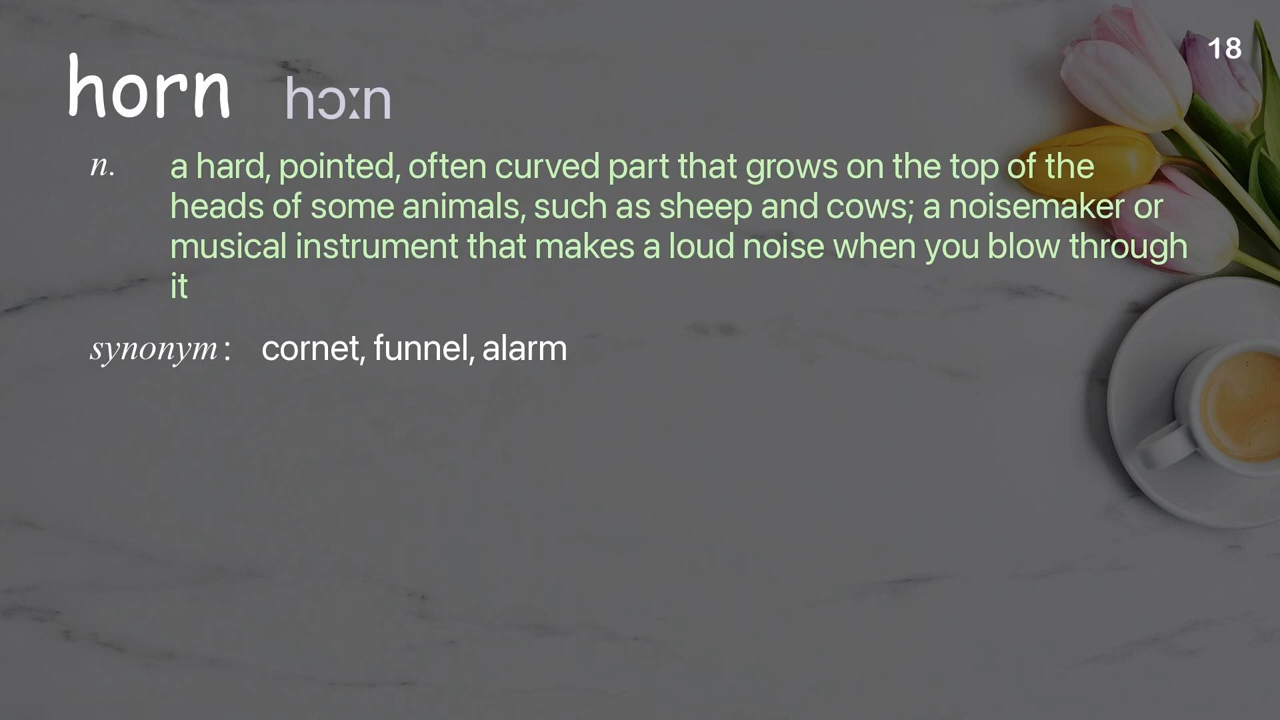 18
horn hɔːn
n. a hard, pointed, often curved part that grows on the top of the
heads of some animals, such as sheep and cows; a noisemaker or
musical instrument that makes a loud noise when you blow through
it
synonym: cornet, funnel, alarm